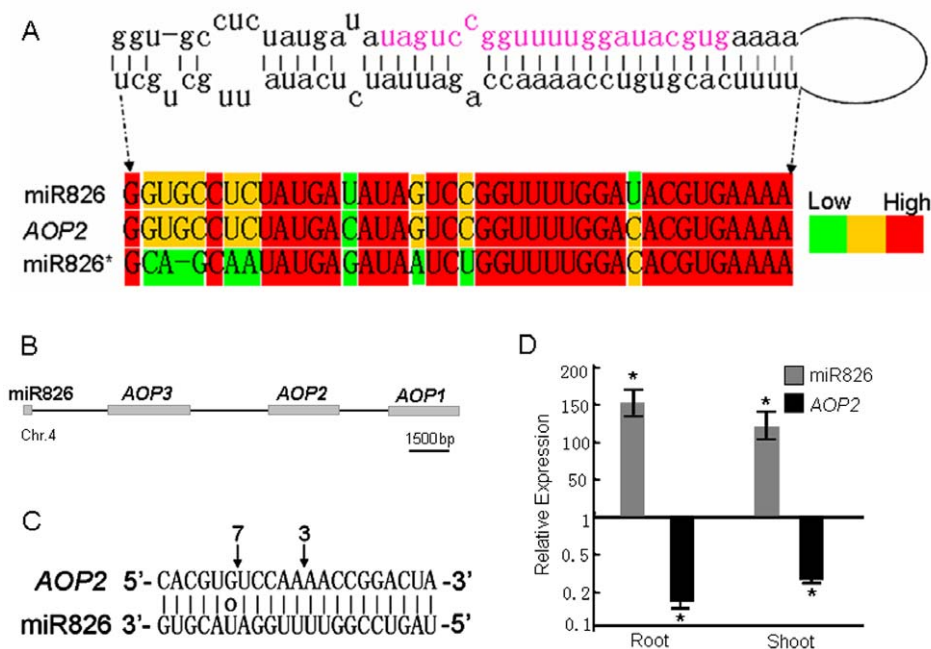 A
ggu-gc cuc uauga u a uagucc gguuuuggauacgug aaaa
ucg u cg uu auacu c uauuag a ccaaaaccugugcacuuuu
miR826 GGUGCCUCUAUGAUAUAGUCCGGUUUUGGAUACGUGAAAA
AOP2 GGUGCCUCUAUGACAUAGUCCGGUUUUGGACACGUGAAAA
miR826* GCA-GCAAUAUGAGAUAAUCUGGUUUUGGACACGUGAAAA
Low High
B
miR826 AOP3 AOP2 AOP1
Chr.4
1500bp
C
7 3
AOP2 5'- CACGUGUCCAAAACCGGACUA -3'
o
miR826 3'- GUGCAUAGGUUUUGGCCUGAU -5'
D
Relative Expression
200
150
100
50
1
0.5
0.2
0.1
* * * *
miR826
AOP2
Root Shoot